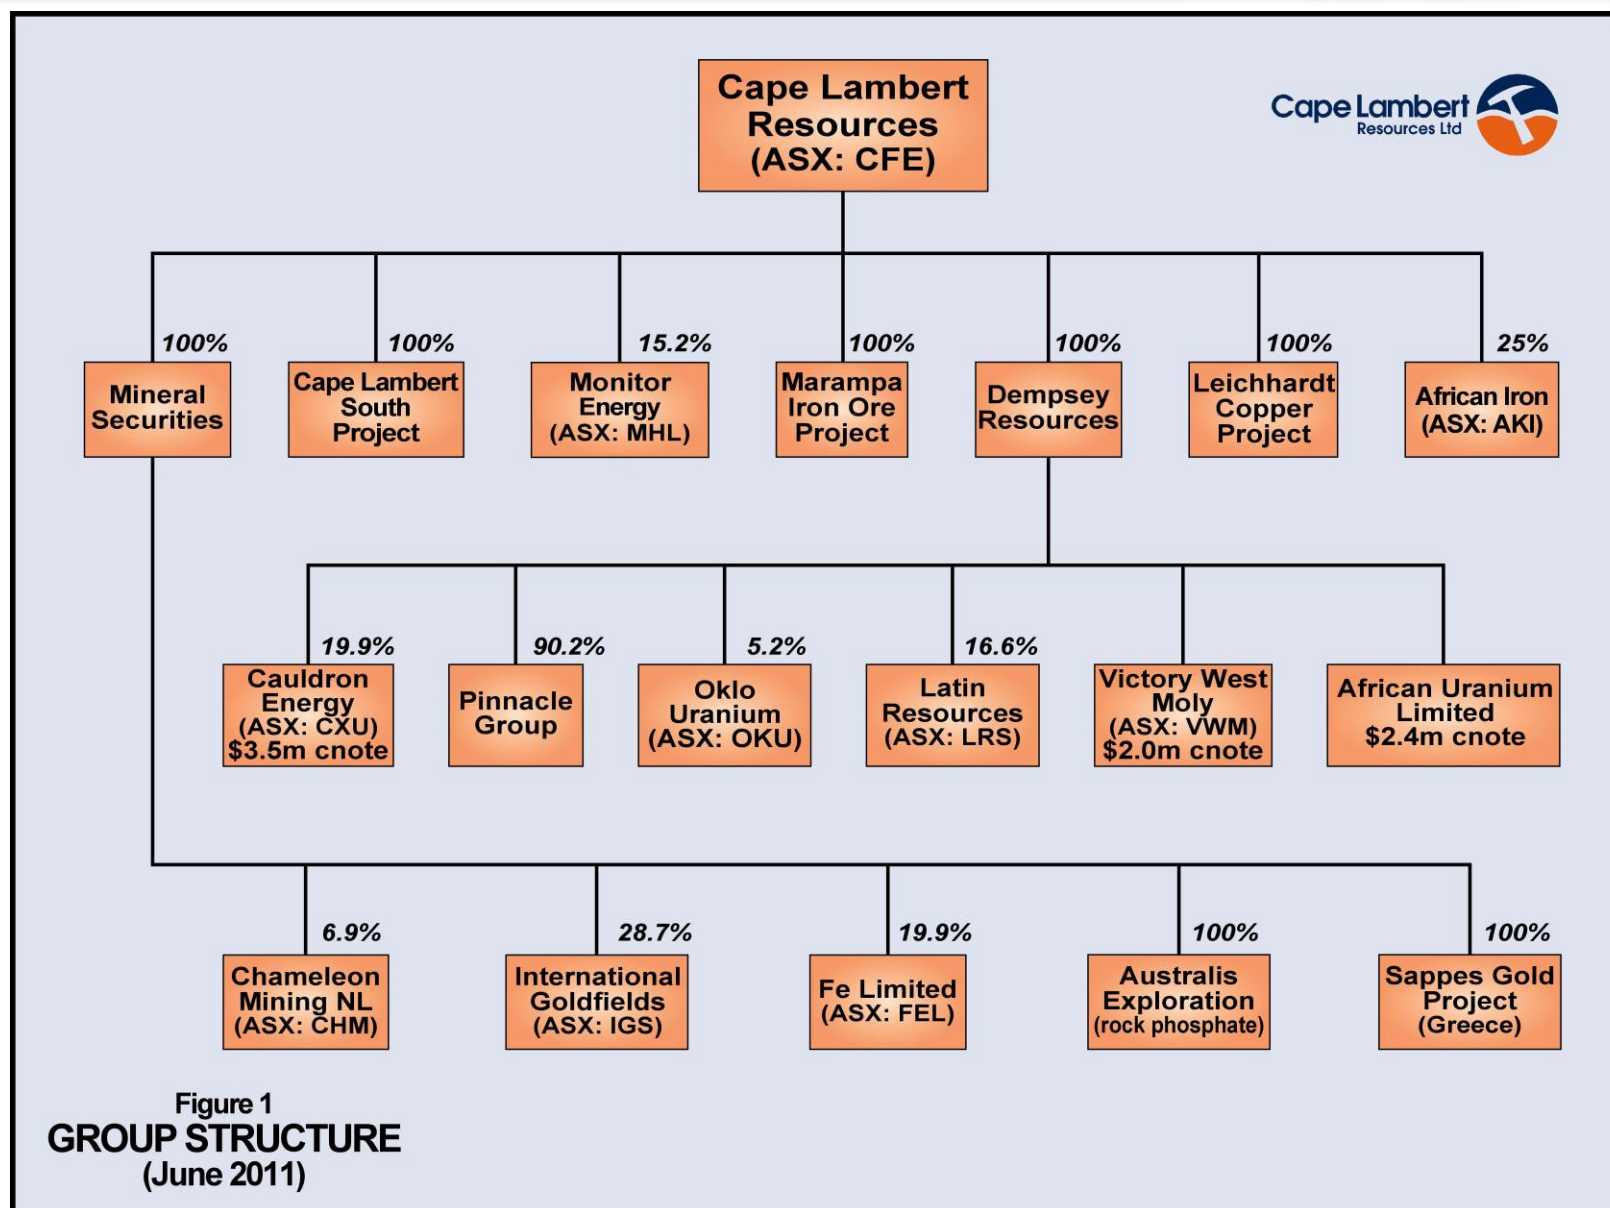 Cape Lambert
Resources
(ASX: CFE)
Cape Lambert
Resources Ltd
100%
Mineral
Securities
100%
Cape Lambert
South
Project
15.2%
Monitor
Energy
(ASX: MHL)
100%
Marampa
Iron Ore
Project
100%
Dempsey
Resources
100%
Leichhardt
Copper
Project
25%
African Iron
(ASX: AKI)
19.9%
Cauldron
Energy
(ASX: CXU)
$3.5m cnote
90.2%
Pinnacle
Group
5.2%
Oklo
Uranium
(ASX: OKU)
16.6%
Latin
Resources
(ASX: LRS)
Victory West
Moly
(ASX: VWM)
$2.0m cnote
African Uranium
Limited
$2.4m cnote
6.9%
Chameleon
Mining NL
(ASX: CHM)
28.7%
International
Goldfields
(ASX: IGS)
19.9%
Fe Limited
(ASX: FEL)
100%
Australis
Exploration
(rock phosphate)
100%
Sappes Gold
Project
(Greece)
Figure 1
GROUP STRUCTURE
(June 2011)